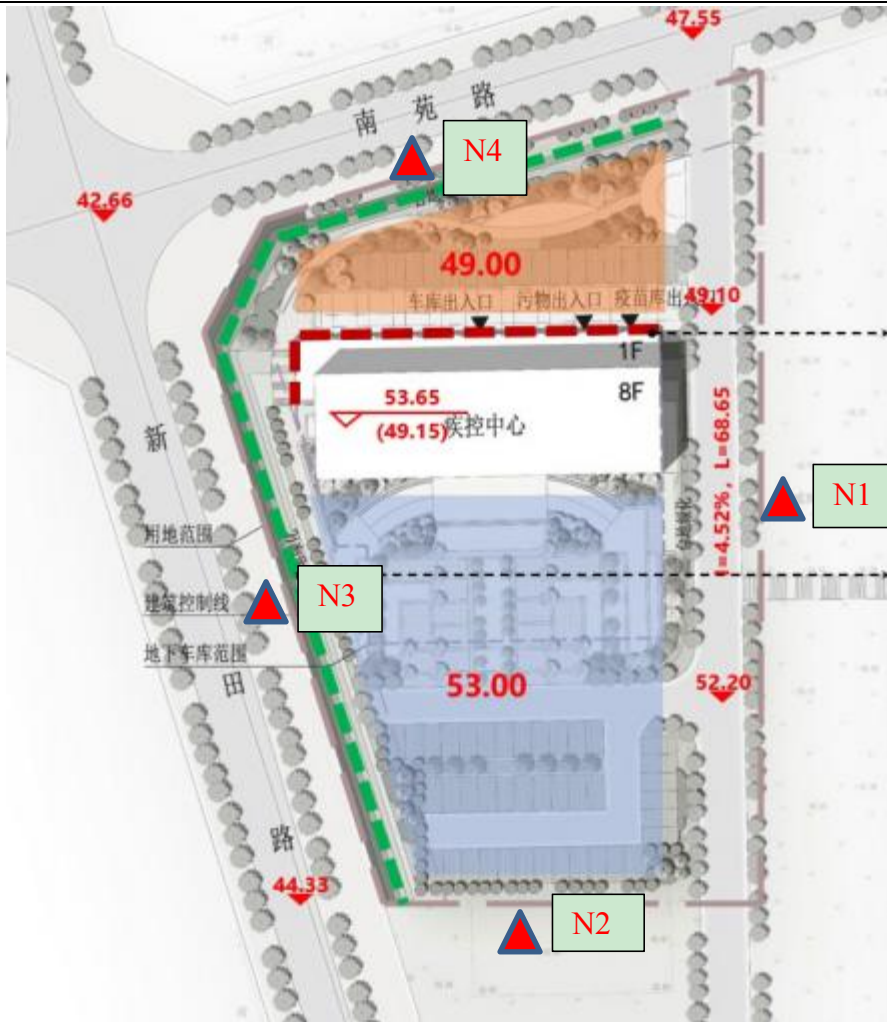 47.55
南苑路
N4
42.66
49.00
车库出入口 污物出入口 疫苗库出入口
49.10
1F
8F
53.65
(49.15)
疾控中心
i=4.52%, L=68.65
N1
新田路
用地范围
N3
建筑控制线
地下车库范围
53.00
52.20
44.33
N2